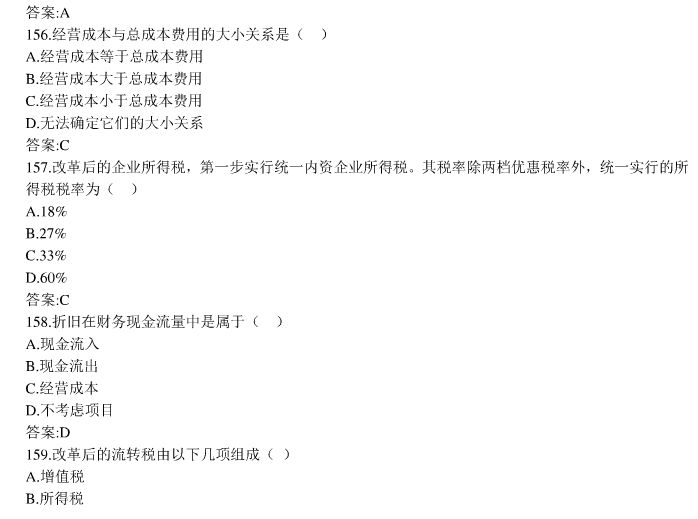 答案:A
156.经营成本与总成本费用的大小关系是（    ）
A.经营成本等于总成本费用
B.经营成本大于总成本费用
C.经营成本小于总成本费用
D.无法确定它们的大小关系
答案:C
157.改革后的企业所得税，第一步实行统一内资企业所得税。其税率除两档优惠税率外，统一实行的所
得税税率为（    ）
A.18%
B.27%
C.33%
D.60%
答案:C
158.折旧在财务现金流量中是属于（    ）
A.现金流入
B.现金流出
C.经营成本
D.不考虑项目
答案:D
159.改革后的流转税由以下几项组成（  ）
A.增值税
B.所得税